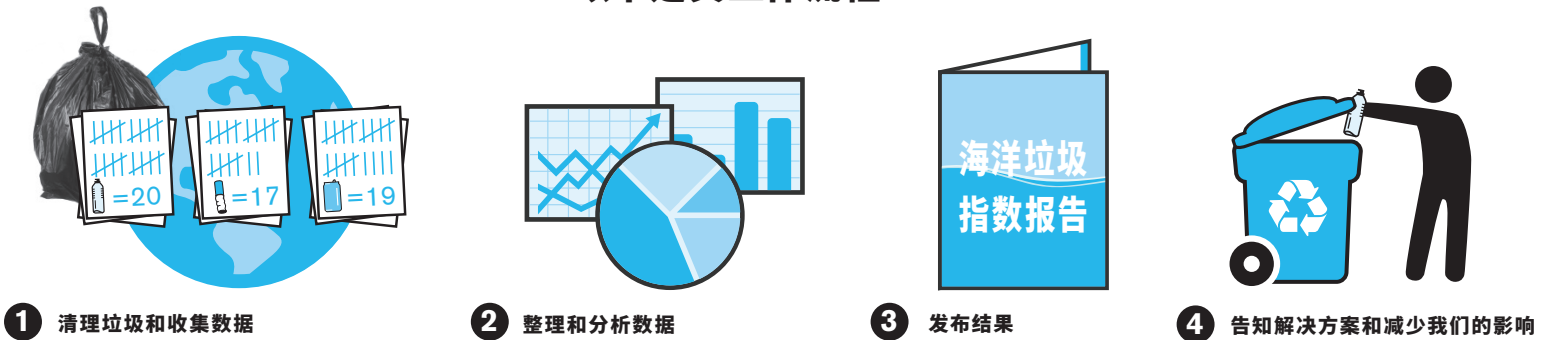 =20
=17
=19
海洋垃圾
指数报告
1 清理垃圾和收集数据
2 整理和分析数据
3 发布结果
4 告知解决方案和减少我们的影响